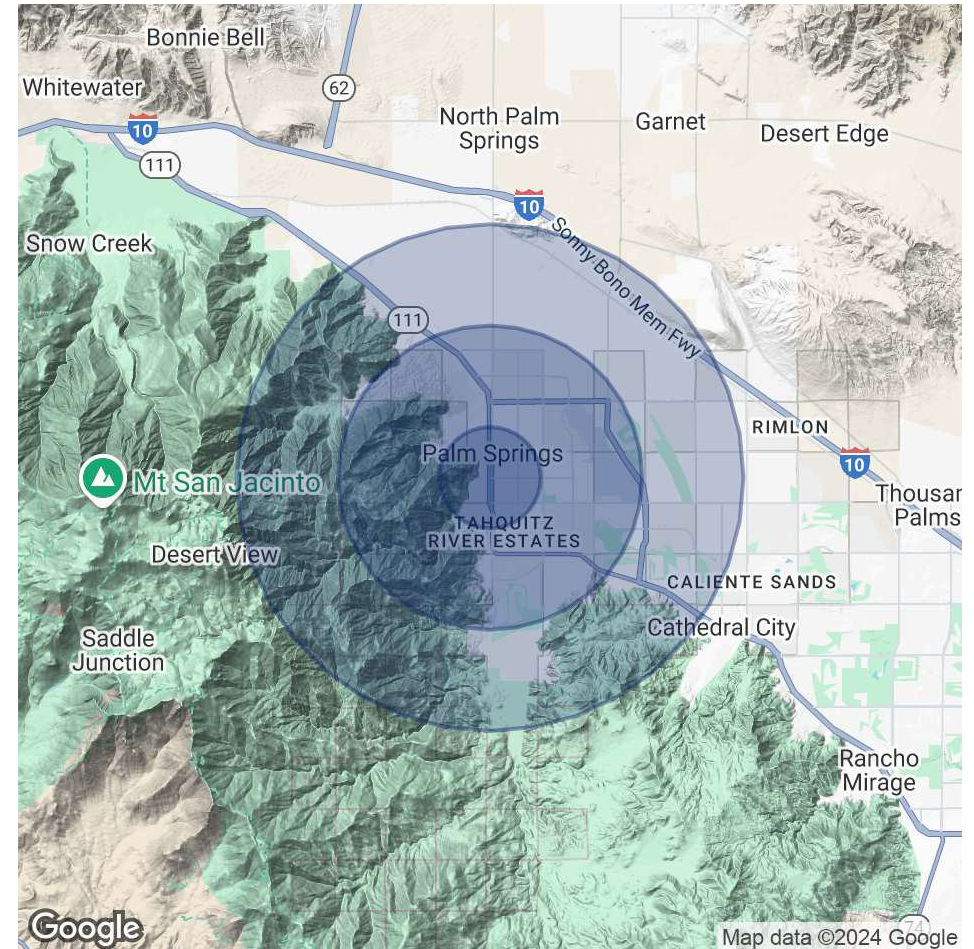 Bonnie Bell
Whitewater
62
North Palm
Springs
Garnet
Desert Edge
10
111
10
Snow Creek
Sonny Bono Mem Fwy
111
RIMLON
Palm Springs
10
Mt San Jacinto
Thousan
Palms
TAHQUITZ
RIVER ESTATES
Desert View
CALIENTE SANDS
Saddle
Junction
Cathedral City
Rancho
Mirage
74
Google
Map data ©2024 Google